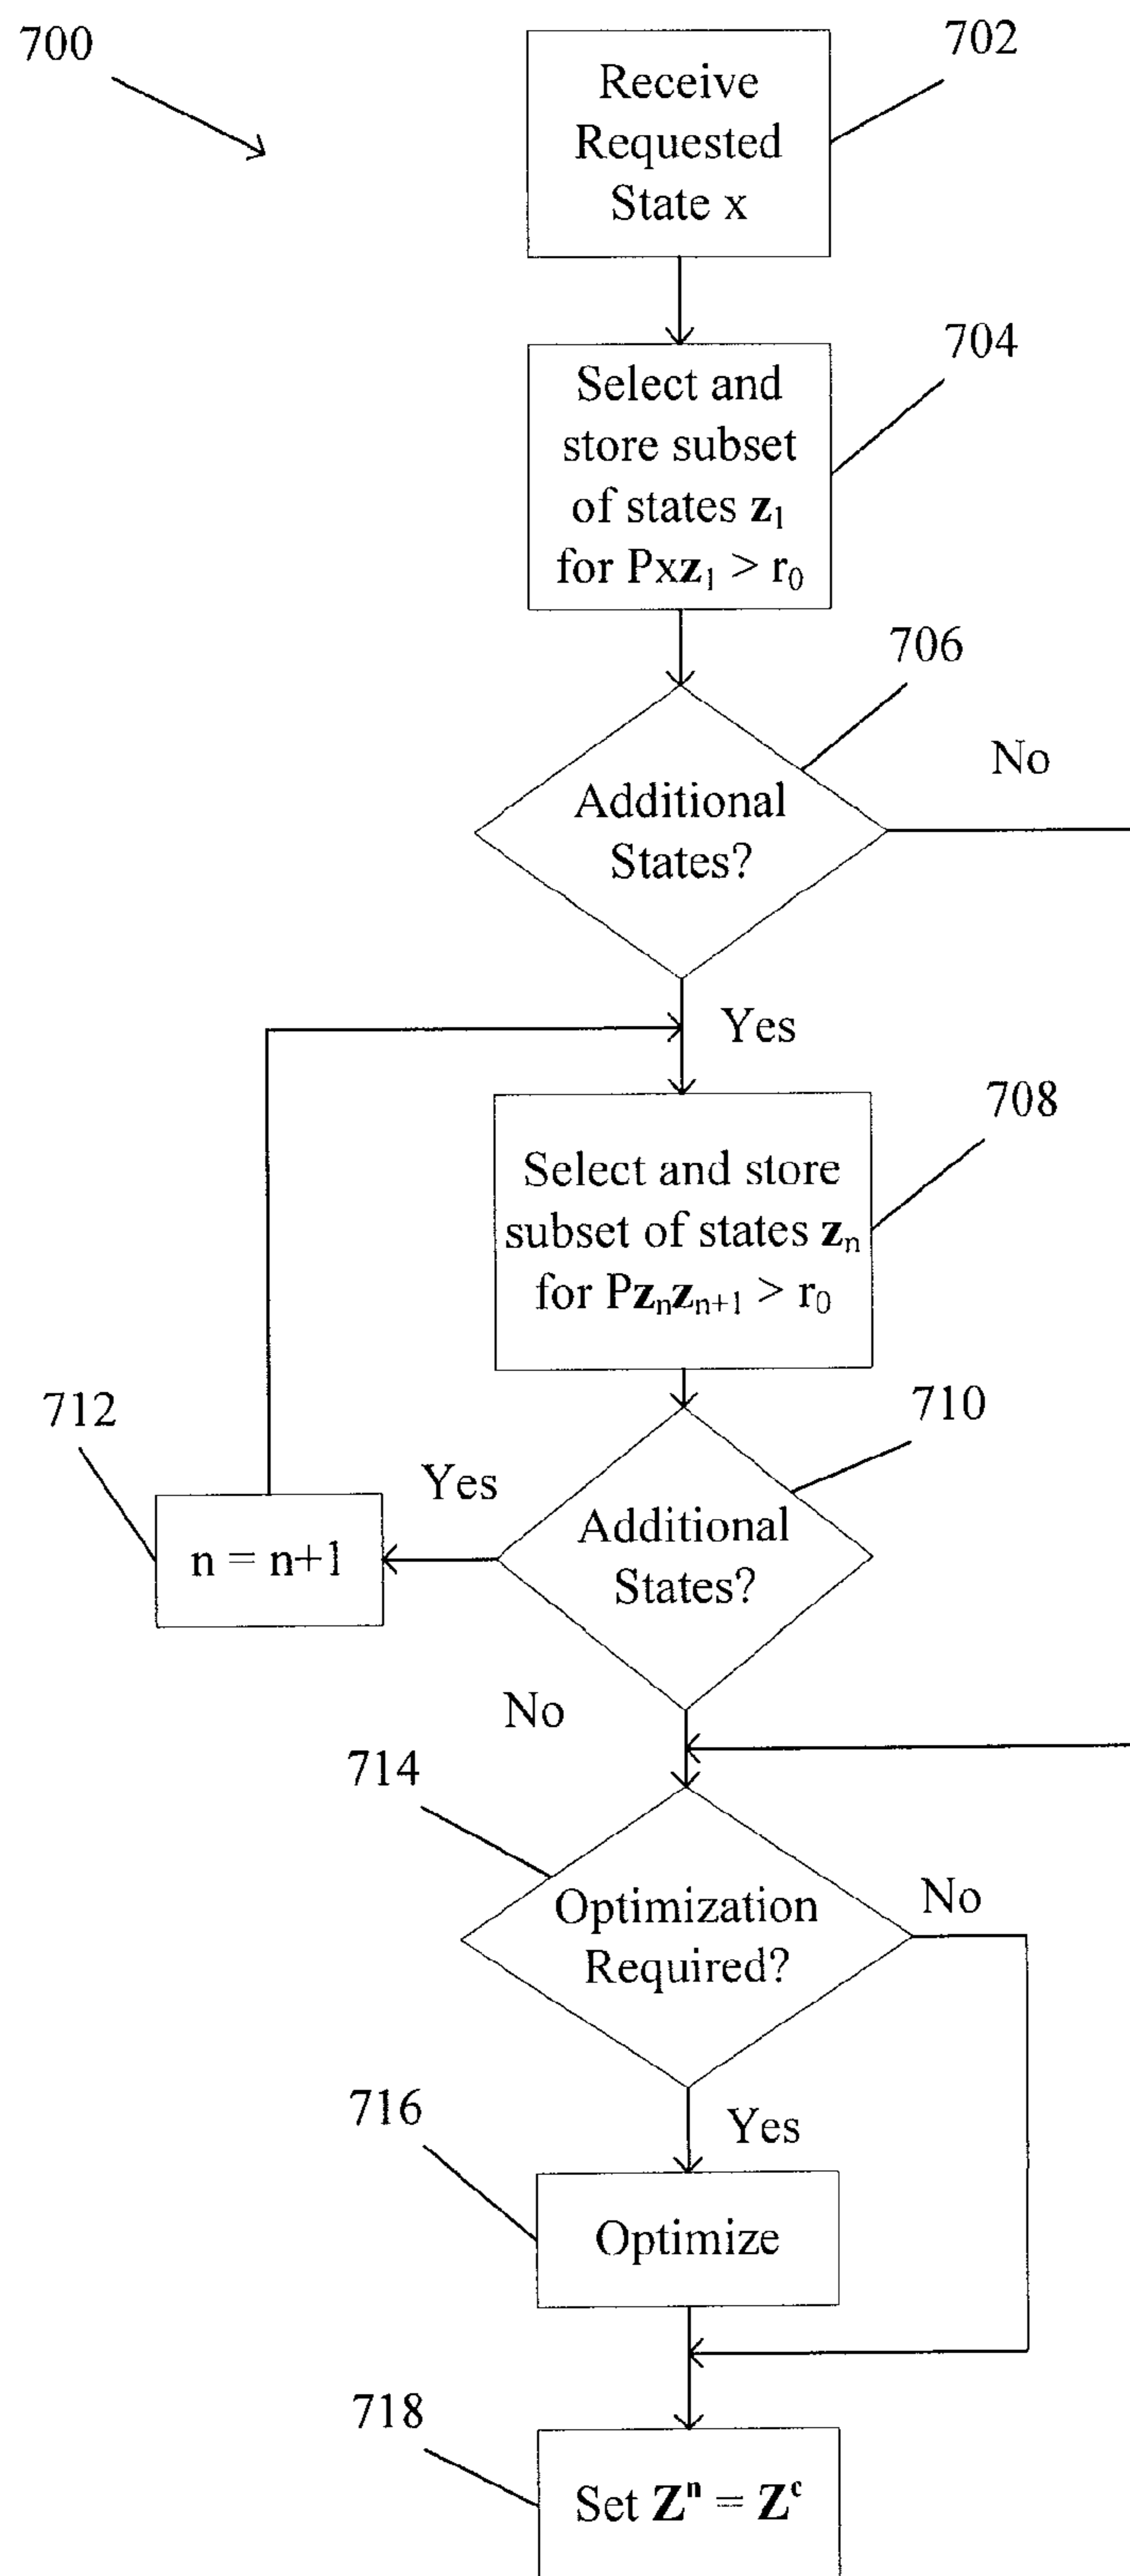 700
702
Receive
Requested
State x
704
Select and
store subset
of states z₁
for Pxz₁ > r₀
706
Additional
States?
No
Yes
708
Select and store
subset of states zₙ
for Pzₙzₙ₊₁ > r₀
710
712
Yes
Additional
States?
n = n+1
No
714
Optimization
Required?
No
716
Yes
Optimize
718
Set Zⁿ = Zᶜ